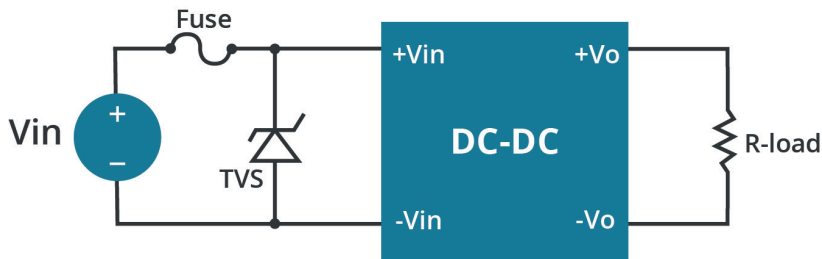 Fuse
+Vin
+Vo
+
Vin
DC-DC
R-load
−
TVS
-Vin
-Vo